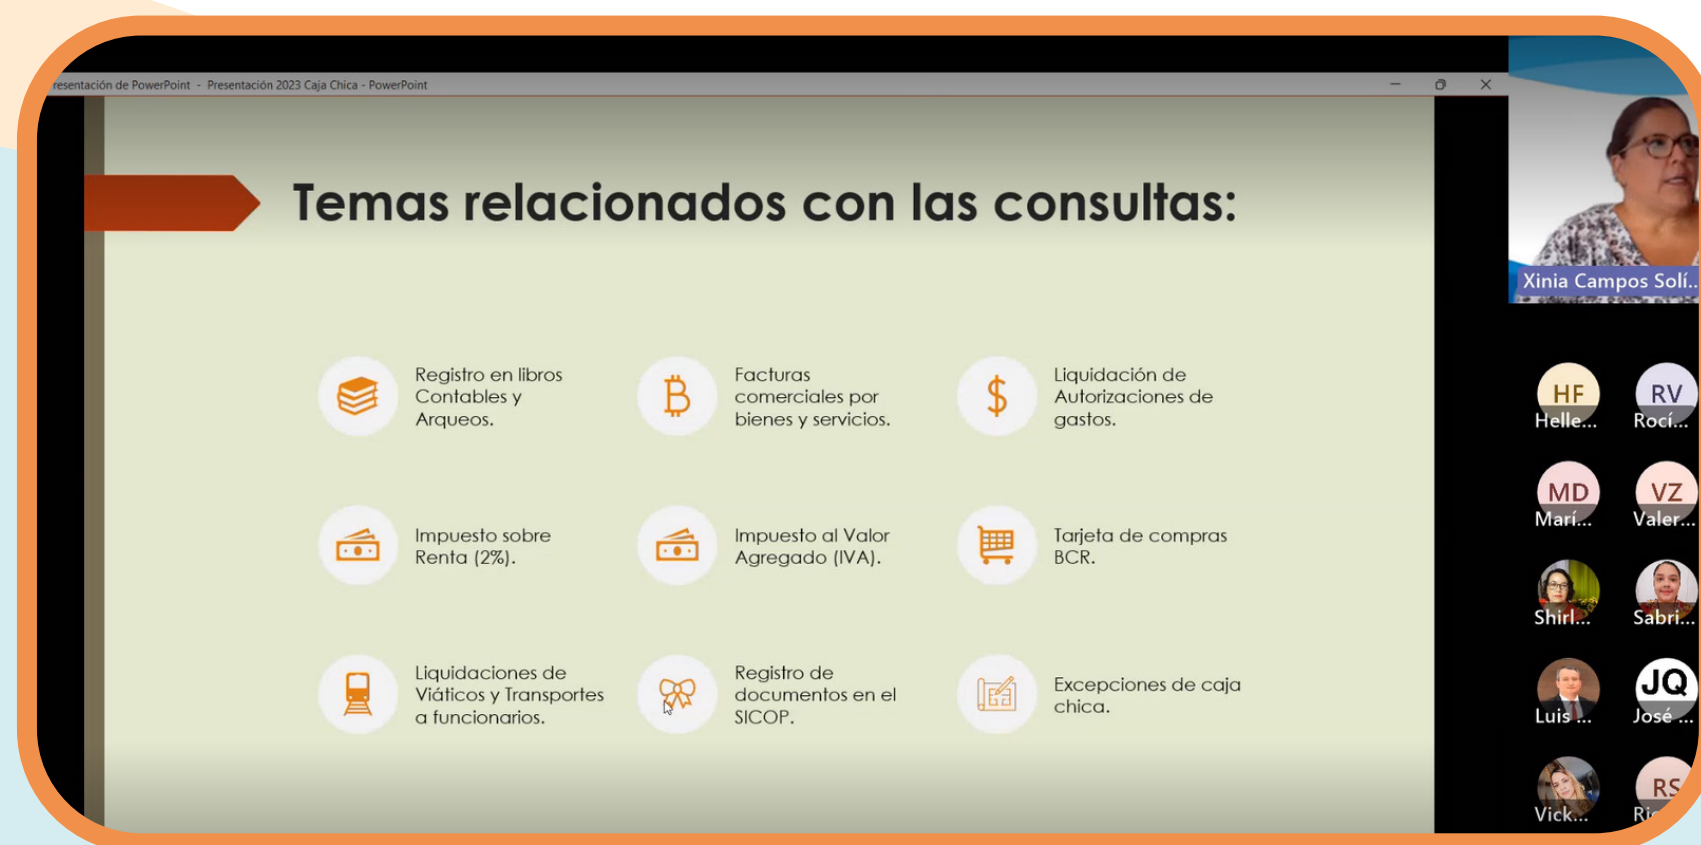 resentación de PowerPoint - Presentación 2023 Caja Chica - PowerPoint
Temas relacionados con las consultas:
Registro en libros
Contables y
Arqueos.
Facturas
comerciales por
bienes y servicios.
Liquidación de
Autorizaciones de
gastos.
Impuesto sobre
Renta (2%).
Impuesto al Valor
Agregado (IVA).
Tarjeta de compras
BCR.
Liquidaciones de
Viáticos y Transportes
a funcionarios.
Registro de
documentos en el
SICOP.
Excepciones de caja
chica.
Xinia Campos Solí...
HF
Helle...
RV
Rocí...
MD
Marí...
VZ
Valer...
Shirl...
Sabri...
Luis ...
JQ
José ...
Vick...
RS